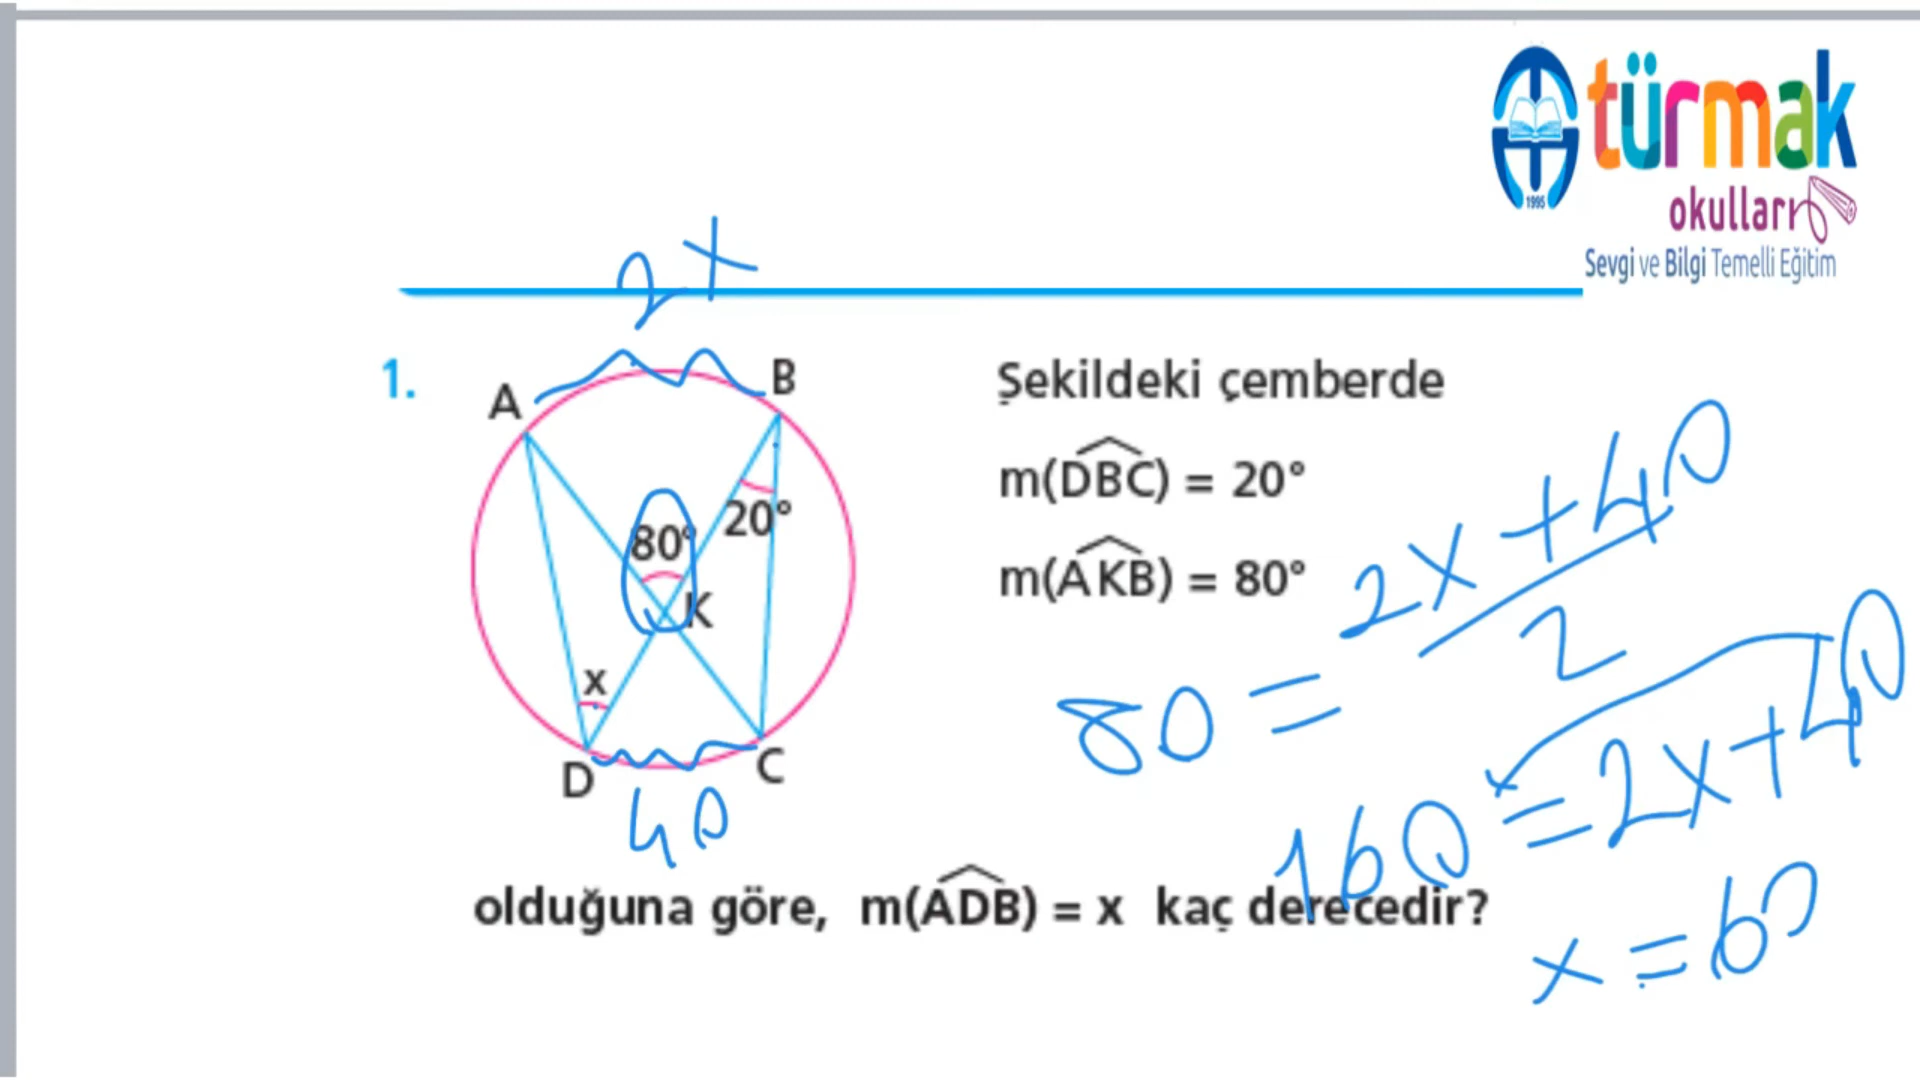 türmak
okulları
1995
Sevgi ve Bilgi Temelli Eğitim
2x
1.
A
B
80°
20°
K
x
D
C
40
Şekildeki çemberde
m(DBC) = 20°
m(AKB) = 80°
olduğuna göre, m(ADB) = x kaç derecedir?
80 = 2x + 40
2
160 = 2x + 40
x = 60